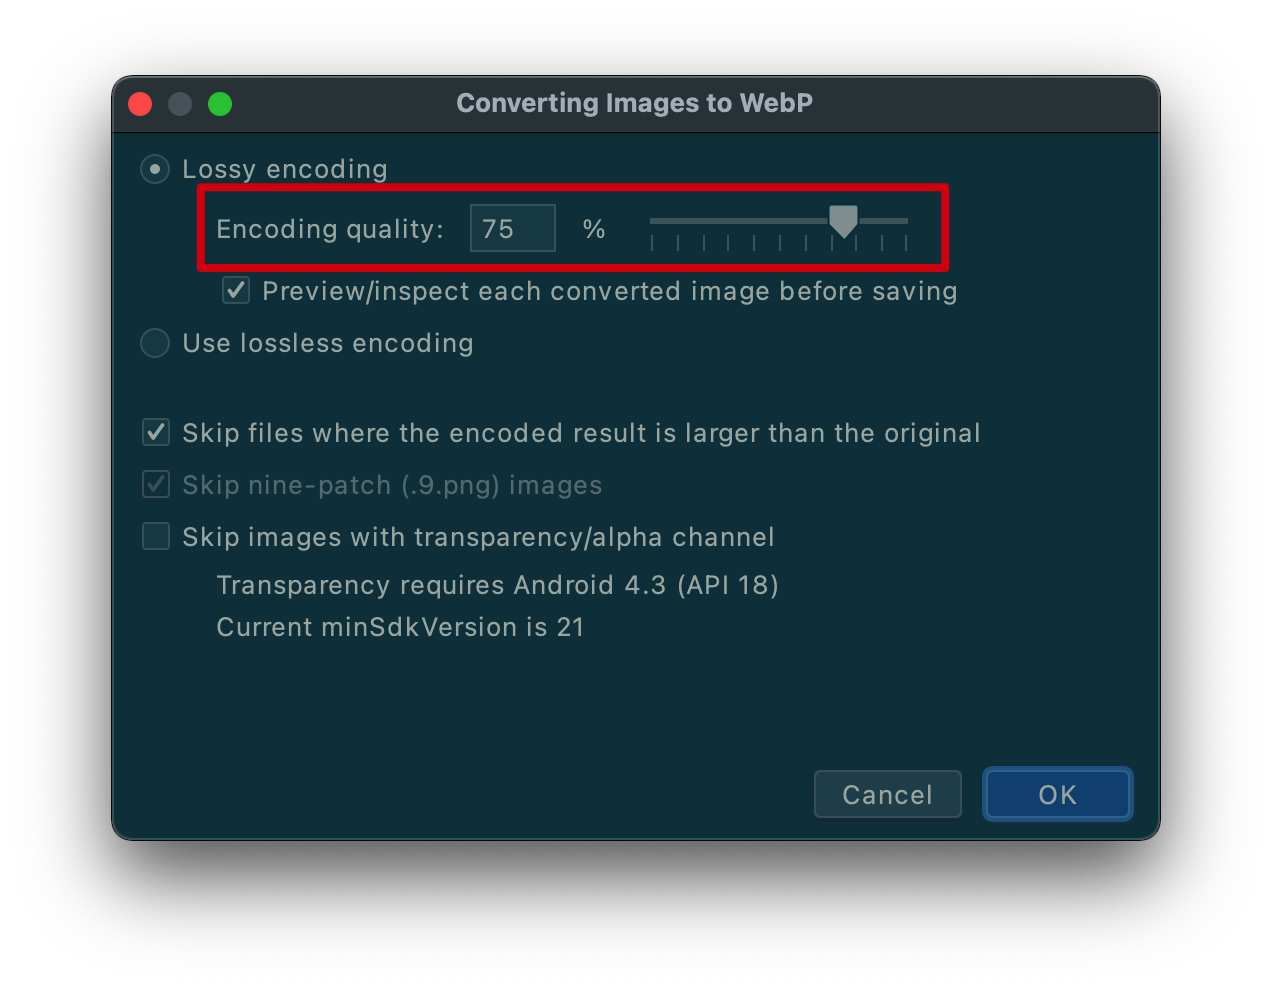 Converting Images to WebP
Lossy encoding
Encoding quality: 75 %
Preview/inspect each converted image before saving
Use lossless encoding
Skip files where the encoded result is larger than the original
Skip nine-patch (.9.png) images
Skip images with transparency/alpha channel
Transparency requires Android 4.3 (API 18)
Current minSdkVersion is 21
Cancel OK